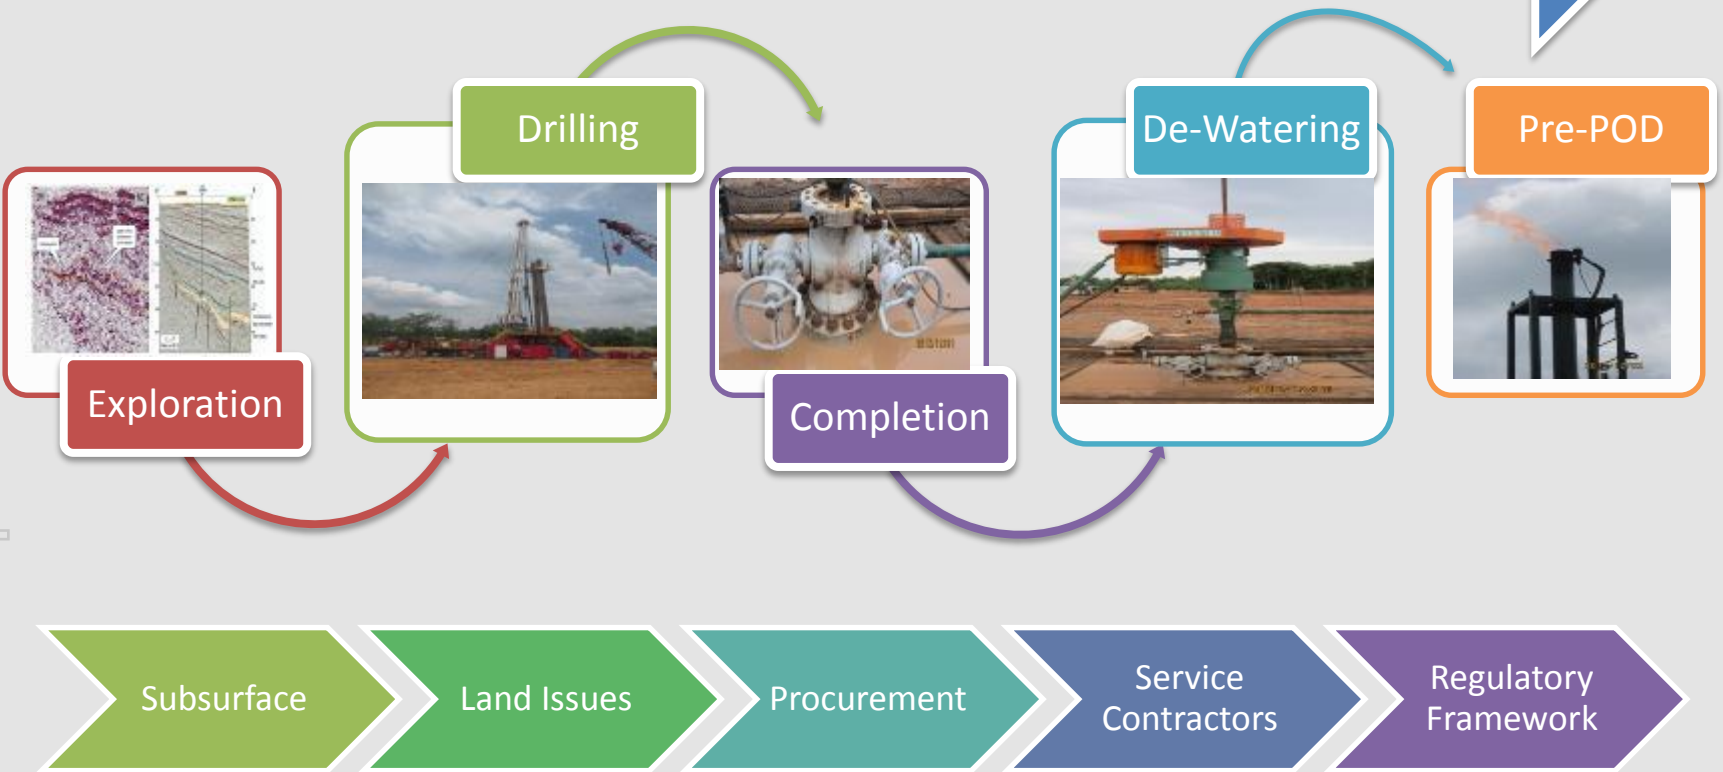 Drilling
De-Watering
Pre-POD
Exploration
Completion
Subsurface
Land Issues
Procurement
Service
Contractors
Regulatory
Framework